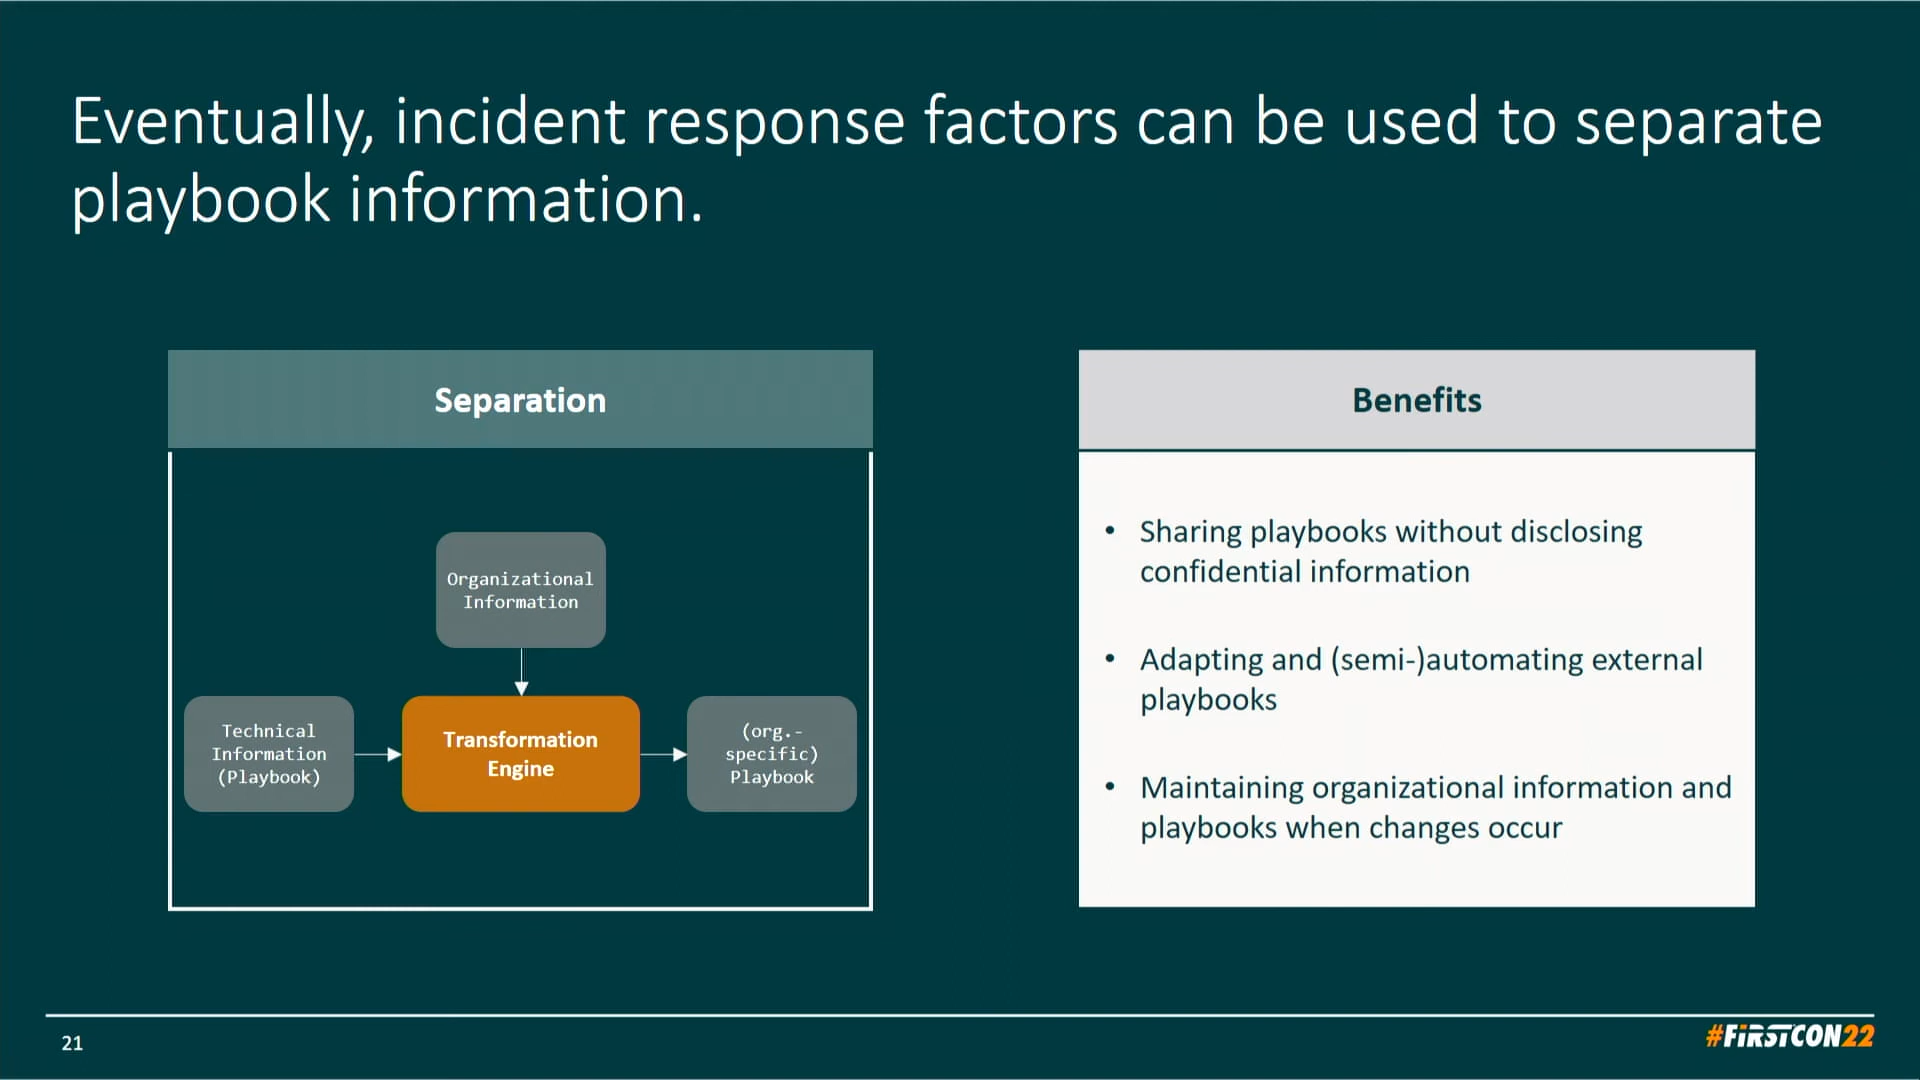 Eventually, incident response factors can be used to separate
playbook information.
Separation
Organizational
Information
Technical
Information
(Playbook)
Transformation
Engine
(org.-
specific)
Playbook
Benefits
• Sharing playbooks without disclosing
confidential information
• Adapting and (semi-)automating external
playbooks
• Maintaining organizational information and
playbooks when changes occur
21
#FiRSTCON22